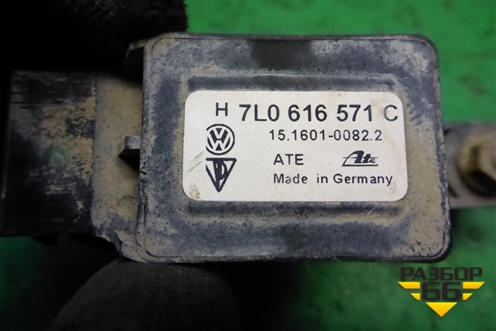 H 7L0 616 571 C
15.1601-0082.2
ATE Ate
Made in Germany
РАЗБОР
66